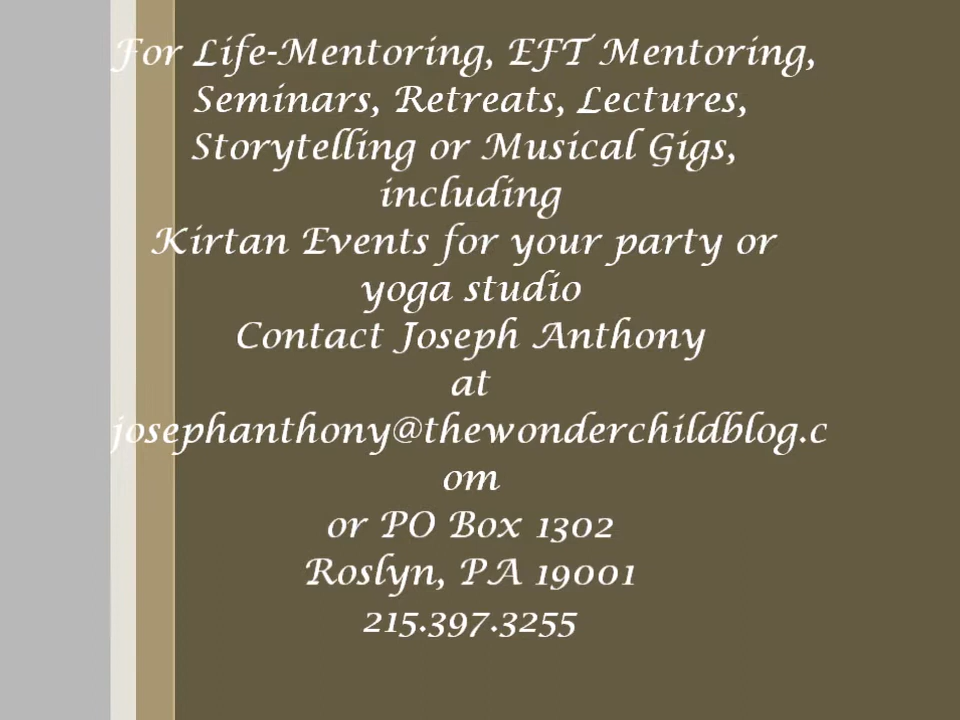 For Life-Mentoring, EFT Mentoring,
Seminars, Retreats, Lectures,
Storytelling or Musical Gigs,
including
Kirtan Events for your party or
yoga studio
Contact Joseph Anthony
at
josephanthony@thewonderchildblog.c
om
or PO Box 1302
Roslyn, PA 19001
215.397.3255